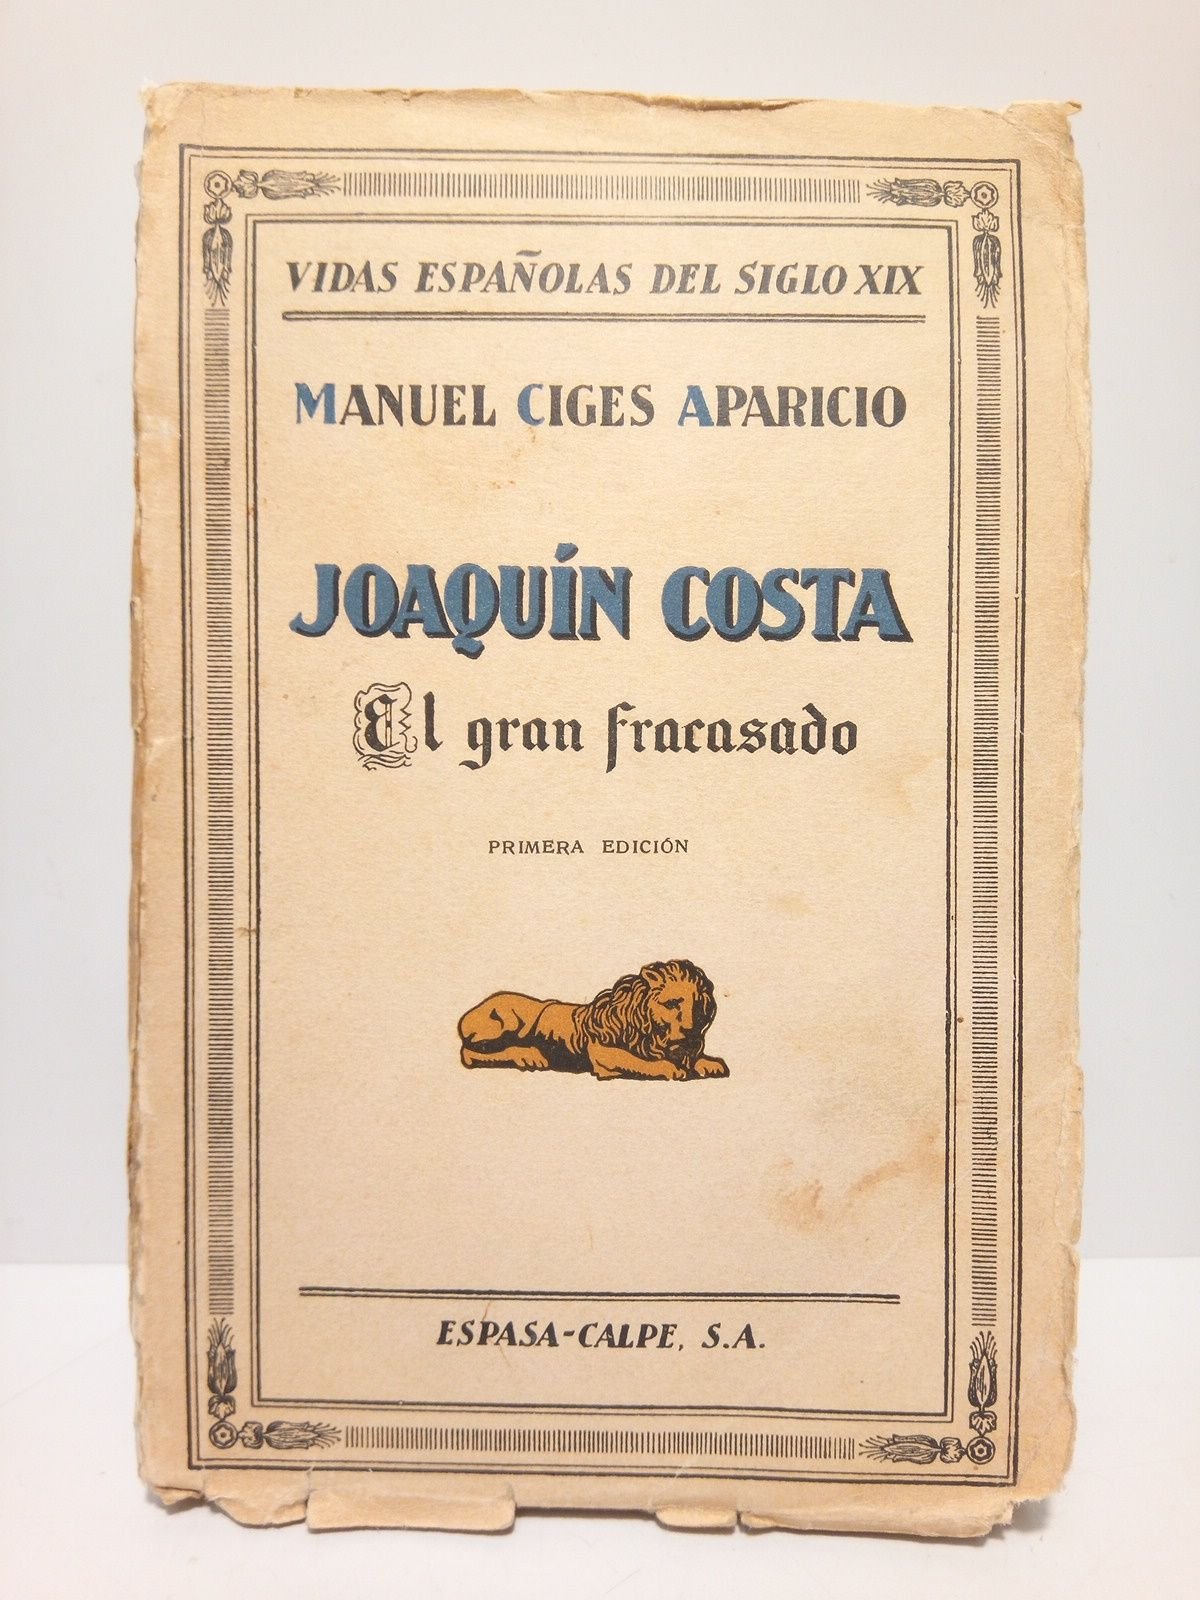 VIDAS ESPAÑOLAS DEL SIGLO XIX
MANUEL CIGES APARICIO
JOAQUÍN COSTA
El gran fracasado
PRIMERA EDICIÓN
ESPASA-CALPE, S.A.